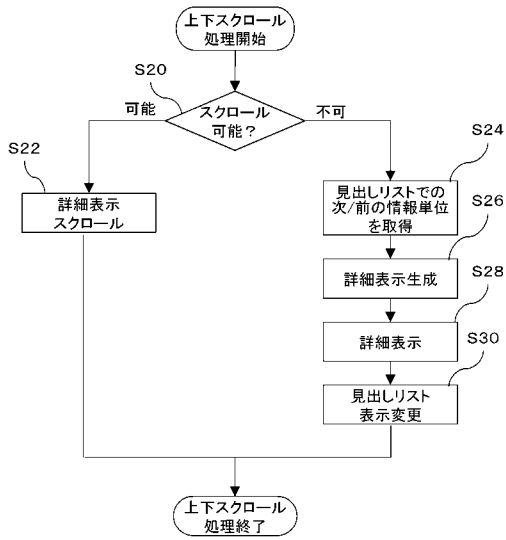 上下スクロール
処理開始
S20
スクロール
可能？
可能
不可
S22
詳細表示
スクロール
S24
見出しリストでの
次/前の情報単位
を取得
S26
詳細表示生成
S28
詳細表示
S30
見出しリスト
表示変更
上下スクロール
処理終了